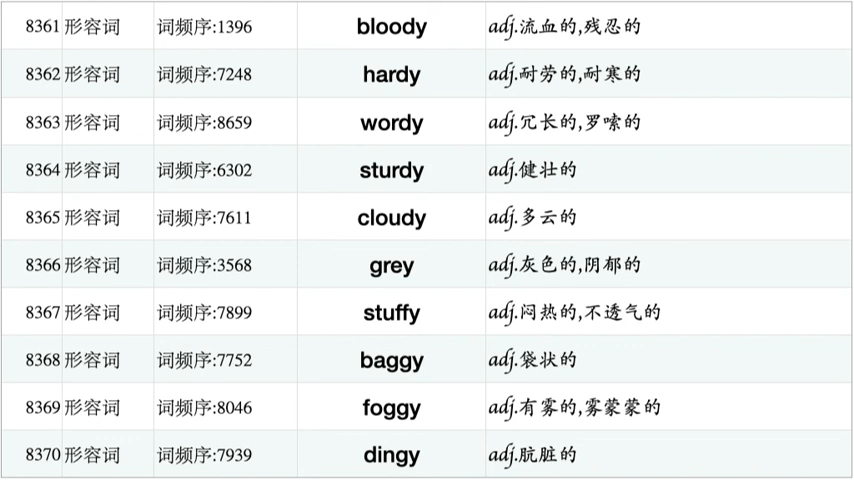 8361 形容词 词频序:1396 bloody adj.流血的,残忍的
8362 形容词 词频序:7248 hardy adj.耐劳的,耐寒的
8363 形容词 词频序:8659 wordy adj.冗长的,罗嗦的
8364 形容词 词频序:6302 sturdy adj.健壮的
8365 形容词 词频序:7611 cloudy adj.多云的
8366 形容词 词频序:3568 grey adj.灰色的,阴郁的
8367 形容词 词频序:7899 stuffy adj.闷热的,不透气的
8368 形容词 词频序:7752 baggy adj.袋状的
8369 形容词 词频序:8046 foggy adj.有雾的,雾蒙蒙的
8370 形容词 词频序:7939 dingy adj.肮脏的